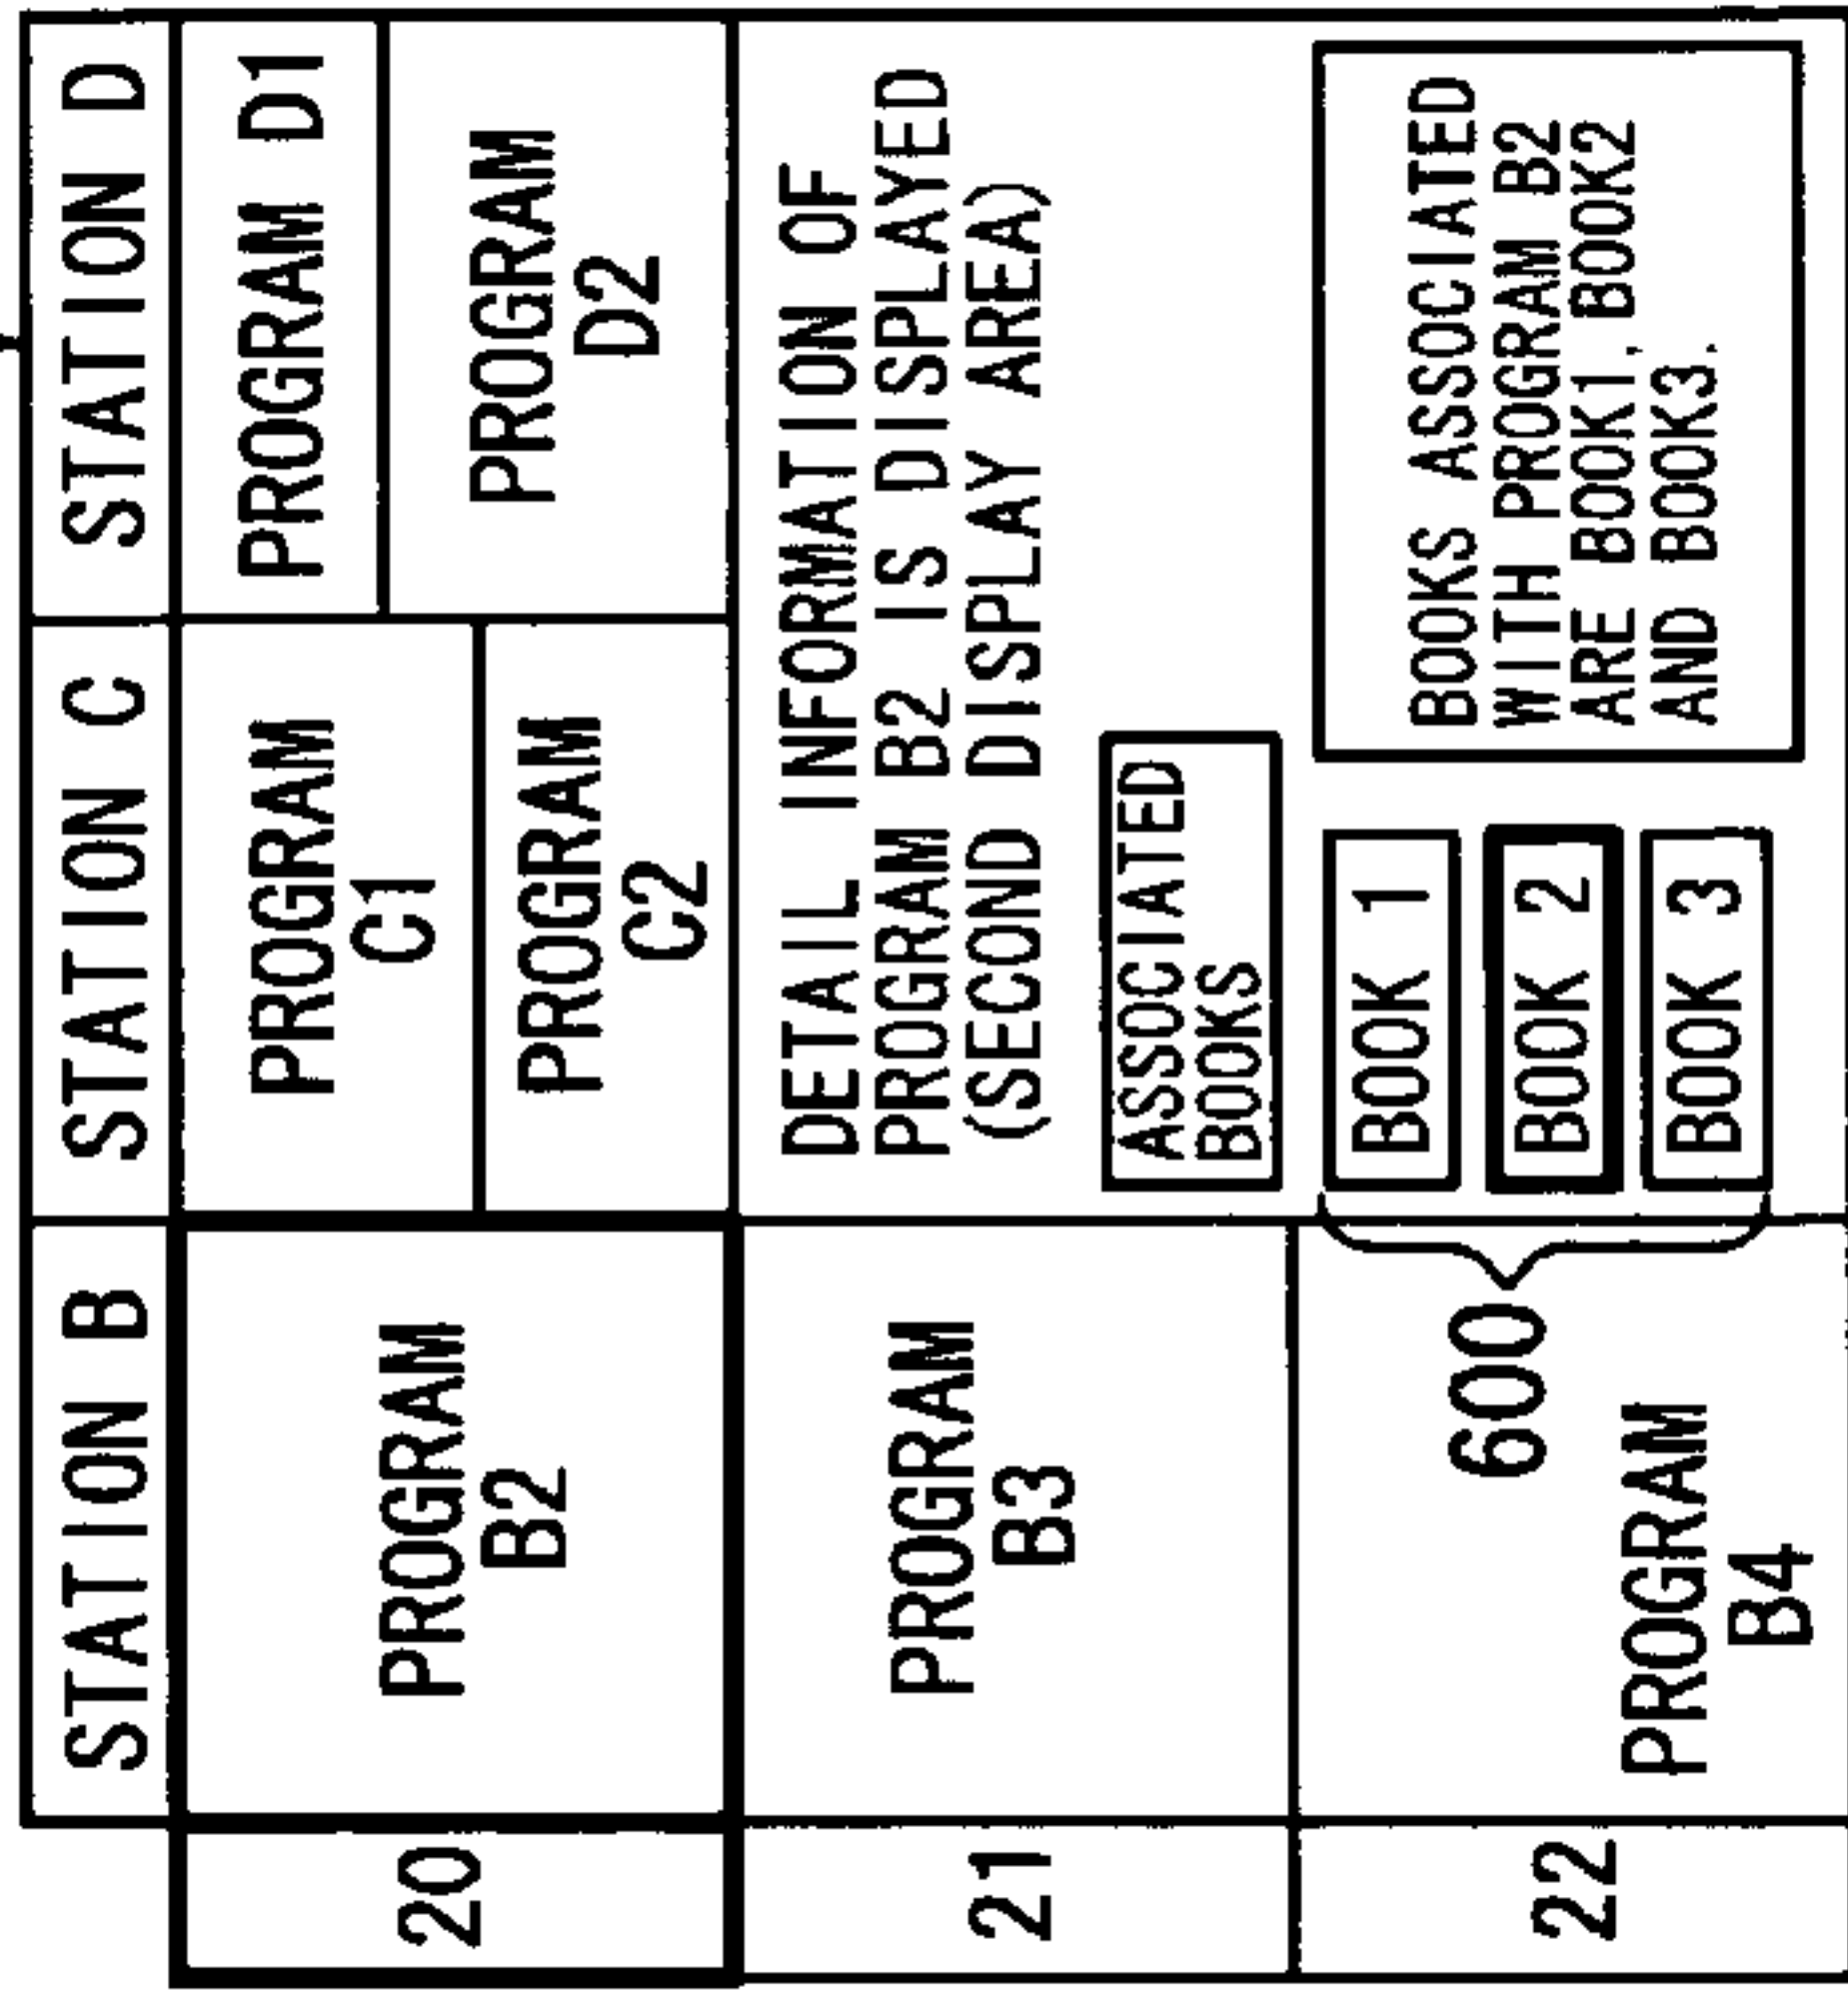 STATION B
STATION C
STATION D
20
PROGRAM
B2
PROGRAM
C1
PROGRAM
C2
PROGRAM D1
PROGRAM
D2
21
PROGRAM
B3
22
PROGRAM
B4
600
DETAIL INFORMATION OF
PROGRAM B2 IS DISPLAYED
(SECOND DISPLAY AREA)
ASSOCIATED
BOOKS
BOOK 1
BOOK 2
BOOK 3
BOOKS ASSOCIATED
WITH PROGRAM B2
ARE BOOK1, BOOK2
AND BOOK3.